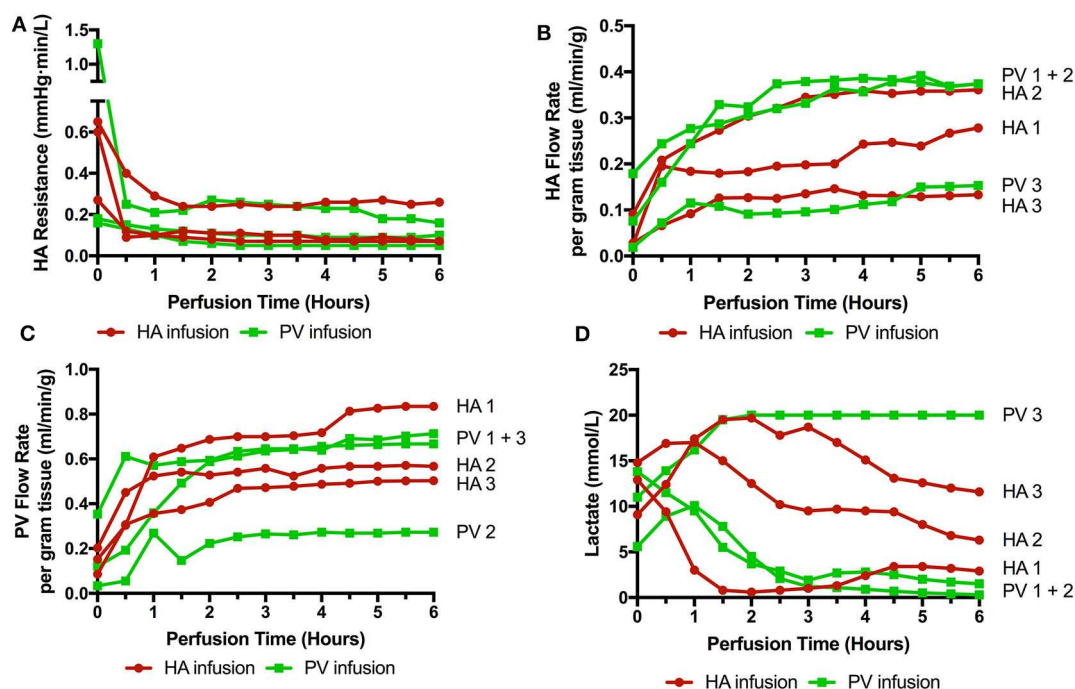 A
HA Resistance (mmHg·min/L)
1.5
1.0
0.6
0.4
0.2
0.0
0 1 2 3 4 5 6
Perfusion Time (Hours)
HA infusion PV infusion
B
HA Flow Rate
per gram tissue (ml/min/g)
0.5
0.4
0.3
0.2
0.1
0.0
0 1 2 3 4 5 6
Perfusion Time (Hours)
PV 1 + 2
HA 2
HA 1
PV 3
HA 3
HA infusion PV infusion
C
PV Flow Rate
per gram tissue (ml/min/g)
1.0
0.8
0.6
0.4
0.2
0.0
0 1 2 3 4 5 6
Perfusion Time (Hours)
HA 1
PV 1 + 3
HA 2
HA 3
PV 2
HA infusion PV infusion
D
Lactate (mmol/L)
25
20
15
10
5
0
0 1 2 3 4 5 6
Perfusion Time (Hours)
PV 3
HA 3
HA 2
HA 1
PV 1 + 2
HA infusion PV infusion